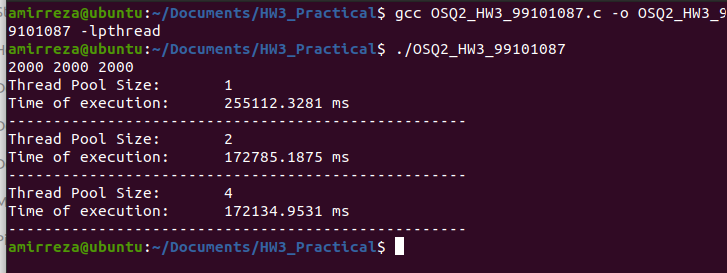 amirreza@ubuntu:~/Documents/HW3_Practical$ gcc OSQ2_HW3_99101087.c -o OSQ2_HW3_9
9101087 -lpthread
amirreza@ubuntu:~/Documents/HW3_Practical$ ./OSQ2_HW3_99101087
2000 2000 2000
Thread Pool Size:       1
Time of execution:      255112.3281 ms
---------------------------------------------------
Thread Pool Size:       2
Time of execution:      172785.1875 ms
---------------------------------------------------
Thread Pool Size:       4
Time of execution:      172134.9531 ms
---------------------------------------------------
amirreza@ubuntu:~/Documents/HW3_Practical$